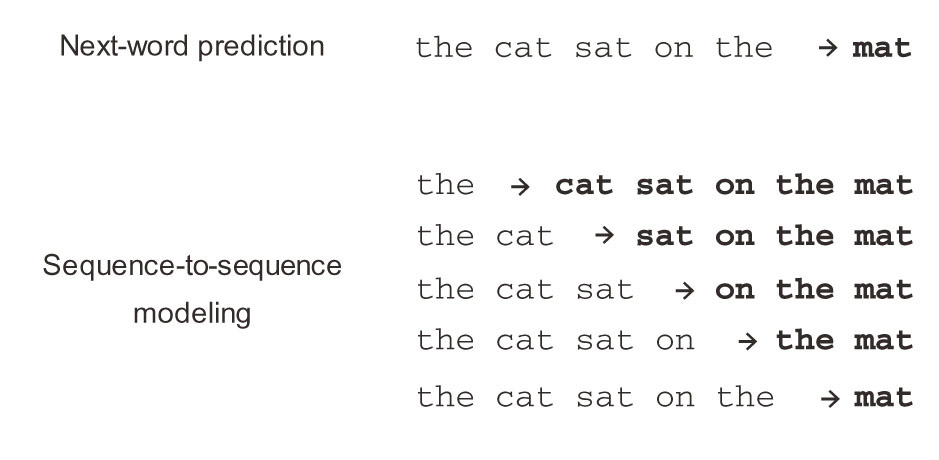 Next-word prediction the cat sat on the → mat
the → cat sat on the mat
the cat → sat on the mat
Sequence-to-sequence
modeling
the cat sat → on the mat
the cat sat on → the mat
the cat sat on the → mat